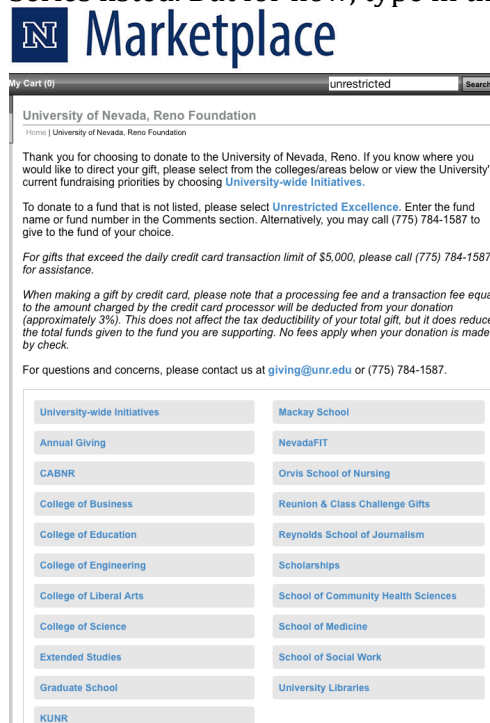 N Marketplace
My Cart (0) unrestricted Search
University of Nevada, Reno Foundation
Home | University of Nevada, Reno Foundation
Thank you for choosing to donate to the University of Nevada, Reno. If you know where you
would like to direct your gift, please select from the colleges/areas below or view the University'
current fundraising priorities by choosing University-wide Initiatives.
To donate to a fund that is not listed, please select Unrestricted Excellence. Enter the fund
name or fund number in the Comments section. Alternatively, you may call (775) 784-1587 to
give to the fund of your choice.
For gifts that exceed the daily credit card transaction limit of $5,000, please call (775) 784-1587
for assistance.
When making a gift by credit card, please note that a processing fee and a transaction fee equa
to the amount charged by the credit card processor will be deducted from your donation
(approximately 3%). This does not affect the tax deductibility of your total gift, but it does reduce
the total funds given to the fund you are supporting. No fees apply when your donation is made
by check.
For questions and concerns, please contact us at giving@unr.edu or (775) 784-1587.
University-wide Initiatives Mackay School
Annual Giving NevadaFIT
CABNR Orvis School of Nursing
College of Business Reunion & Class Challenge Gifts
College of Education Reynolds School of Journalism
College of Engineering Scholarships
College of Liberal Arts School of Community Health Sciences
College of Science School of Medicine
Extended Studies School of Social Work
Graduate School University Libraries
KUNR